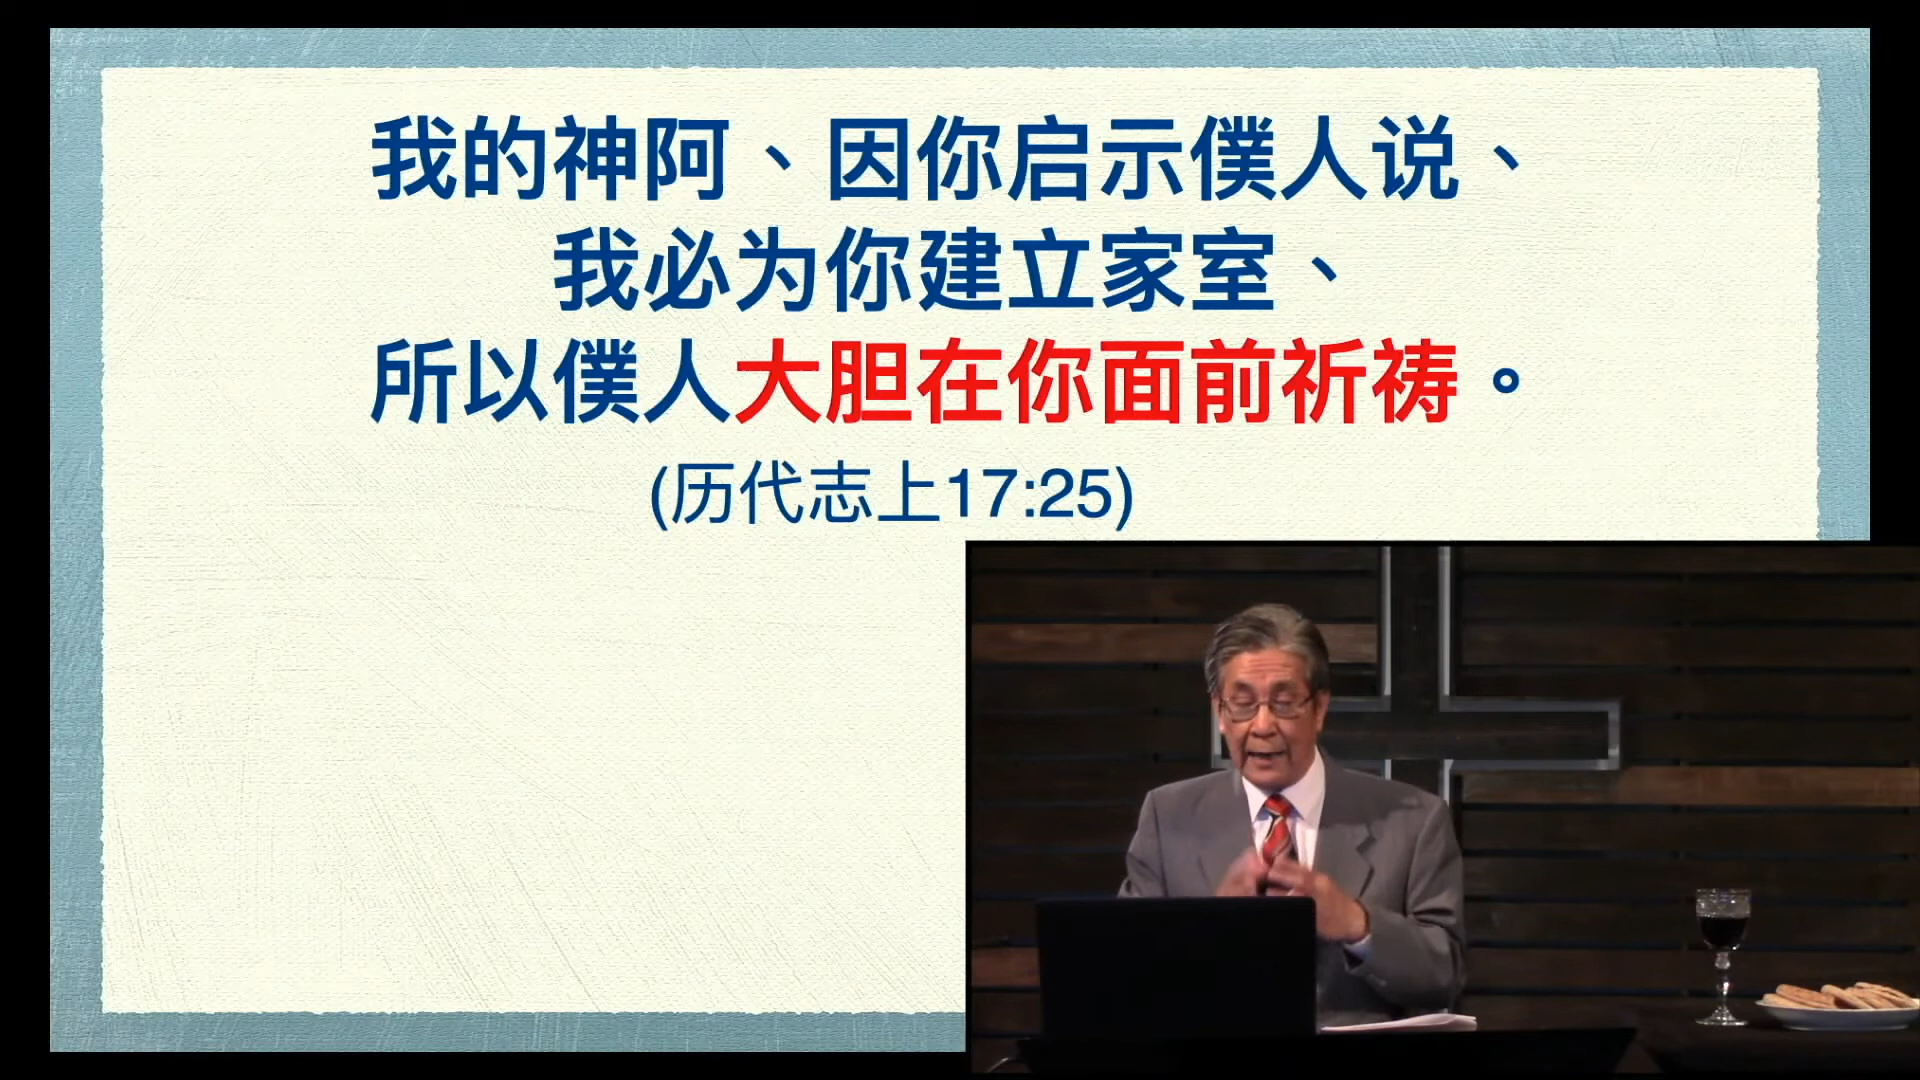 我的神阿、因你启示僕人说、
我必为你建立家室、
所以僕人大胆在你面前祈祷。
(历代志上17:25)